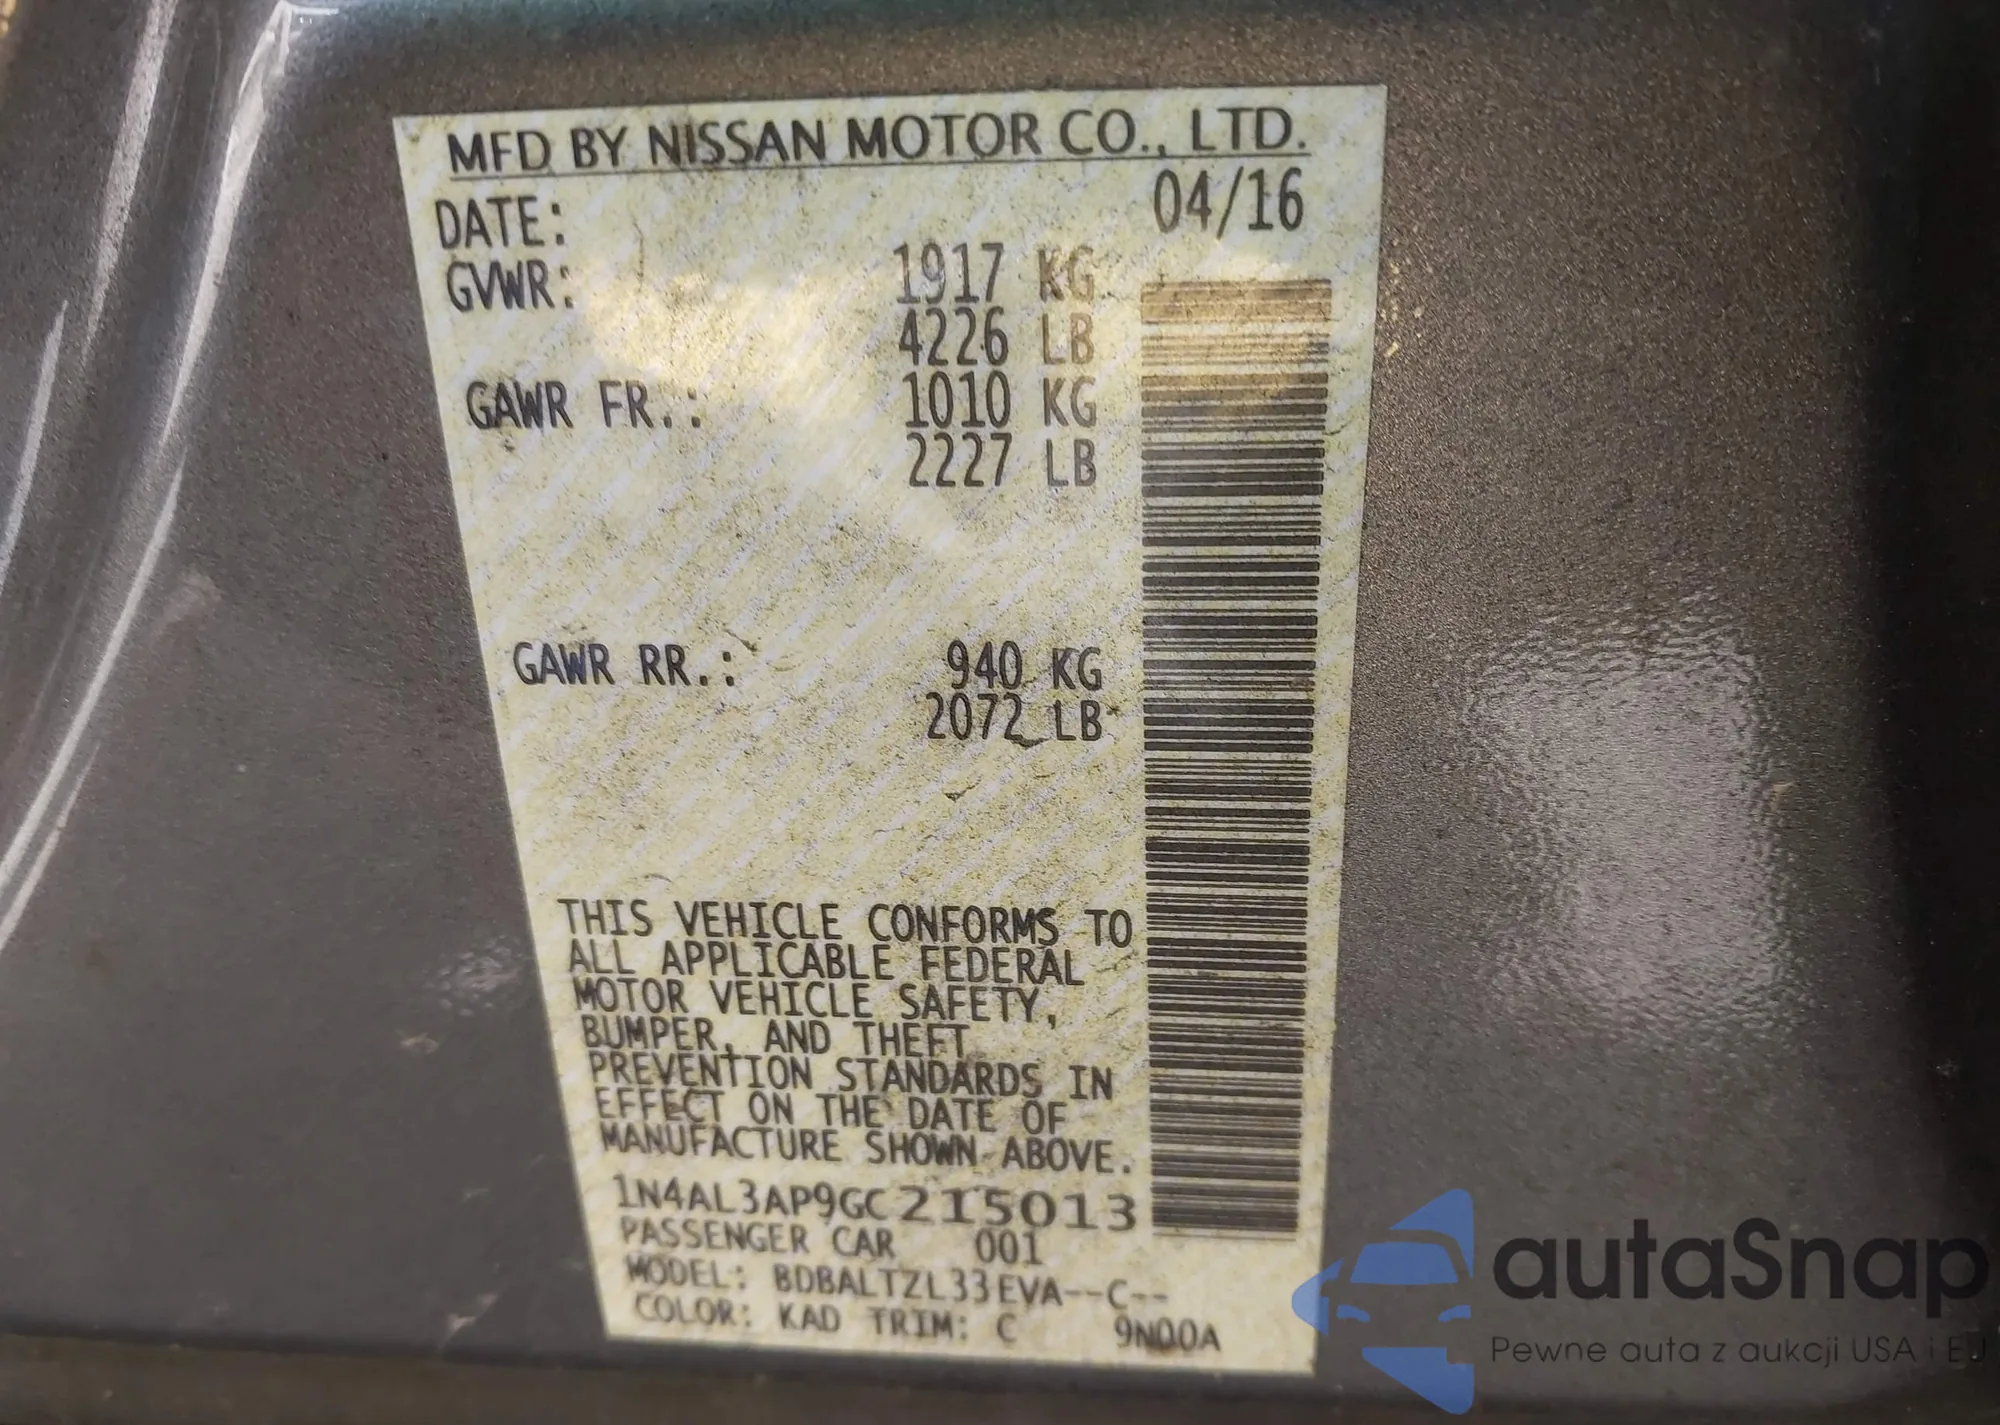 MFD BY NISSAN MOTOR CO., LTD.
DATE: 04/16
GVWR: 1917 KG
4226 LB
GAWR FR.: 1010 KG
2227 LB
GAWR RR.: 940 KG
2072 LB
THIS VEHICLE CONFORMS TO
ALL APPLICABLE FEDERAL
MOTOR VEHICLE SAFETY,
BUMPER, AND THEFT
PREVENTION STANDARDS IN
EFFECT ON THE DATE OF
MANUFACTURE SHOWN ABOVE.
1N4AL3AP9GC215013
PASSENGER CAR 001
MODEL: BDBALTZL33EVA--C--
COLOR: KAD TRIM: C 9N00A
autaSnap
Pewne auta z aukcji USA i EU